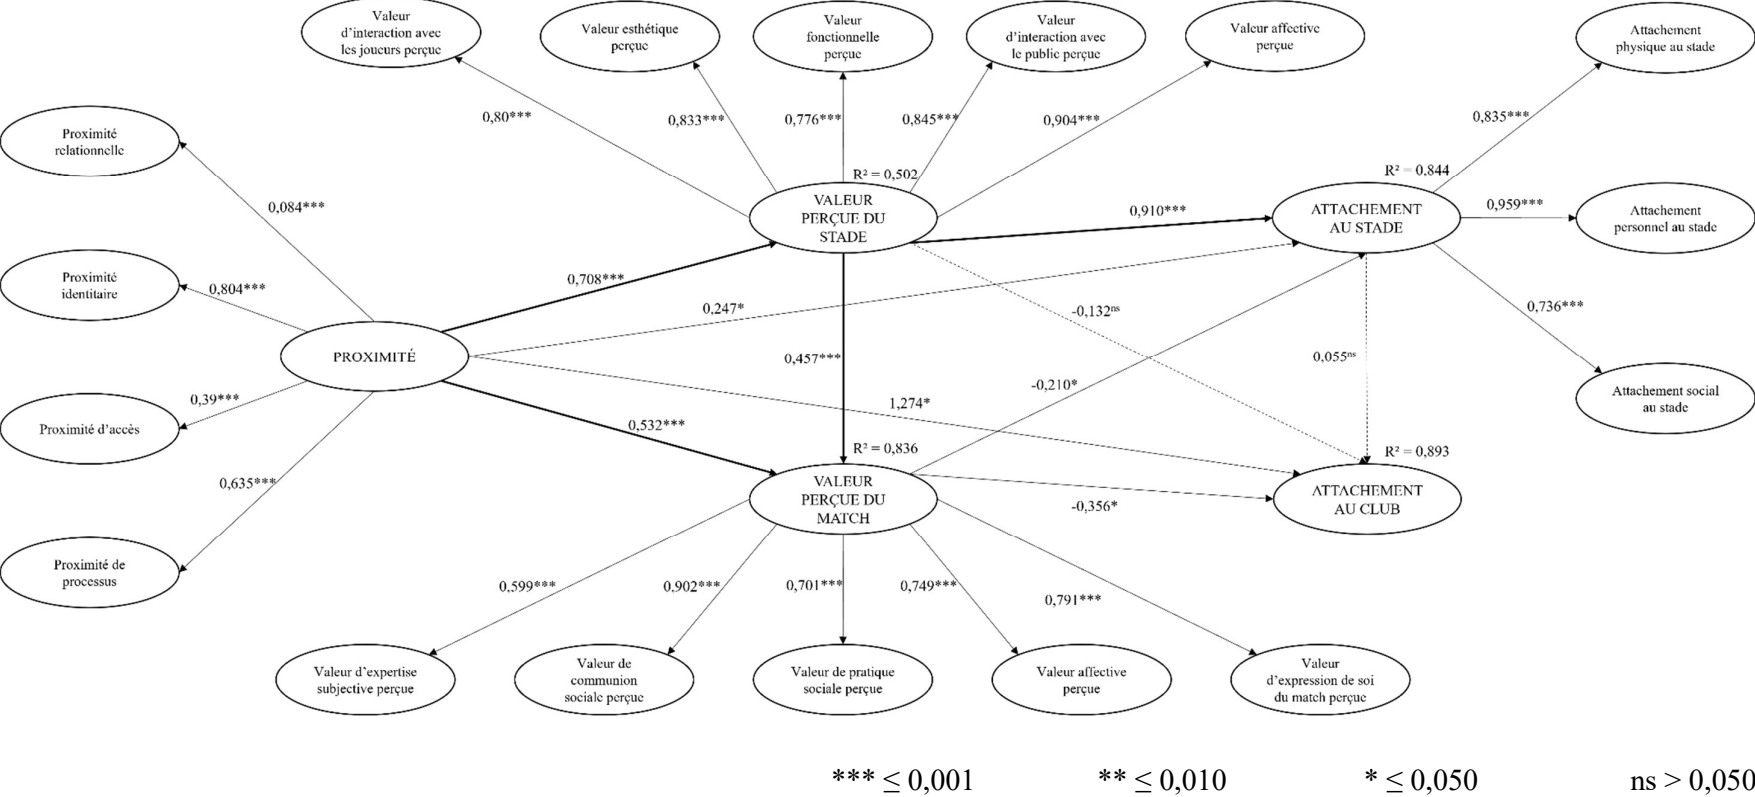 Valeur
d’interaction avec
les joueurs perçue
Valeur esthétique
perçue
Valeur
fonctionnelle
perçue
Valeur
d’interaction avec
le public perçue
Valeur affective
perçue
Attachement
physique au stade
0,80***
0,833***
0,776***
0,845***
0,904***
0,835***
Proximité
relationnelle
R² = 0,502
R² = 0.844
0,084***
VALEUR
PERÇUE DU
STADE
0,910***
ATTACHEMENT
AU STADE
0,959***
Attachement
personnel au stade
Proximité
identitaire
0,804***
0,708***
0,247*
-0,132ns
0,736***
PROXIMITÉ
0,457***
0,055ns
-0,210*
Proximité d’accès
0,39***
0,532***
1,274*
Attachement social
au stade
R² = 0,836
R² = 0,893
0,635***
VALEUR
PERÇUE DU
MATCH
-0,356*
ATTACHEMENT
AU CLUB
Proximité de
processus
0,599***
0,902***
0,701***
0,749***
0,791***
Valeur d’expertise
subjective perçue
Valeur de
communion
sociale perçue
Valeur de pratique
sociale perçue
Valeur affective
perçue
Valeur
d’expression de soi
du match perçue
*** ≤ 0,001 ** ≤ 0,010 * ≤ 0,050 ns > 0,050